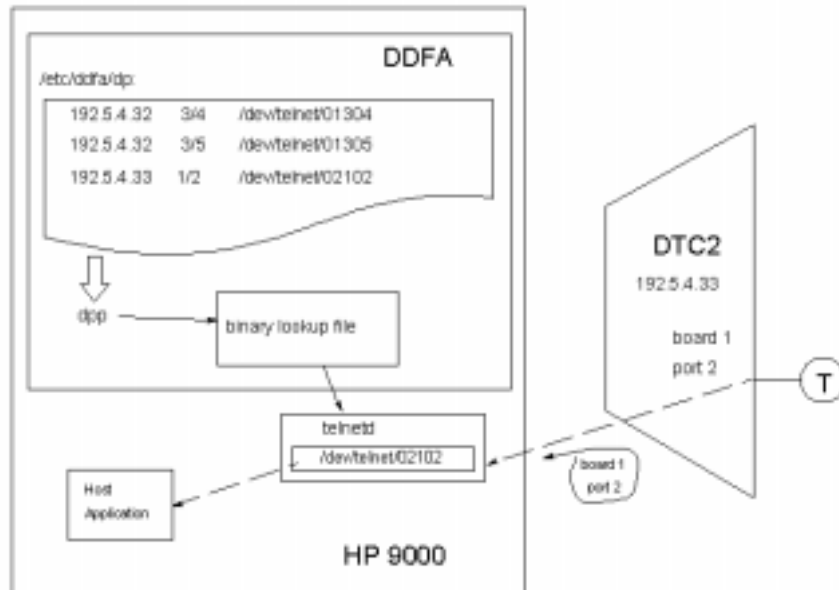 DDFA
/etc/ddfa/dp:
192.5.4.32 3/4 /dev/telnet/01304
192.5.4.32 3/5 /dev/telnet/01305
192.5.4.33 1/2 /dev/telnet/02102
dpp
binary lookup file
telnetd
/dev/telnet/02102
Host
Application
HP 9000
DTC2
192.5.4.33
board 1
port 2
T
board 1
port 2